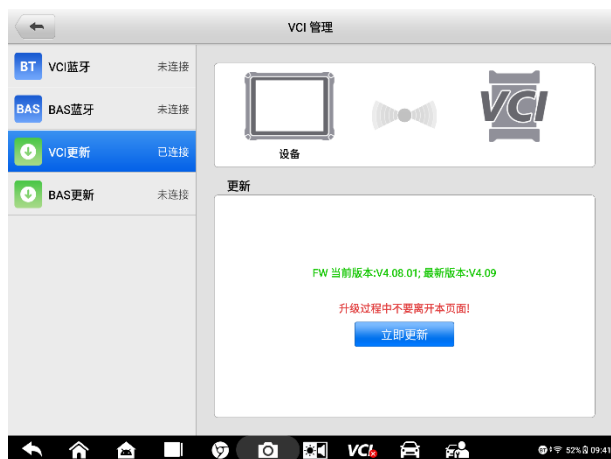 VCI 管理
BT VCI蓝牙 未连接
BAS BAS蓝牙 未连接
VCI更新 已连接
BAS更新 未连接
VCI
设备
更新
FW 当前版本:V4.08.01; 最新版本:V4.09
升级过程中不要离开本页面!
立即更新
VCI 52% 09:41